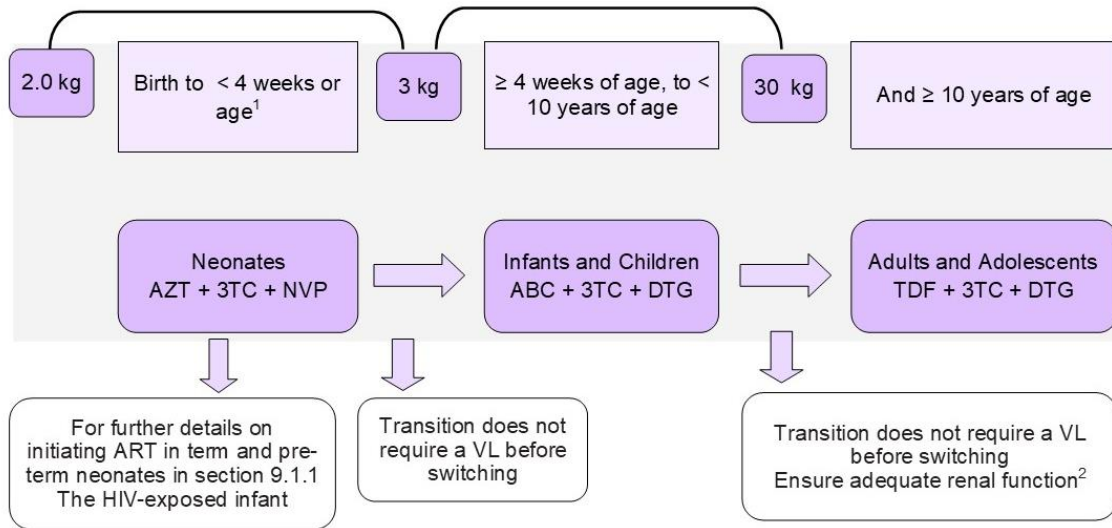 2.0 kg
Birth to < 4 weeks or
age¹
3 kg
≥ 4 weeks of age, to <
10 years of age
30 kg
And ≥ 10 years of age
Neonates
AZT + 3TC + NVP
Infants and Children
ABC + 3TC + DTG
Adults and Adolescents
TDF + 3TC + DTG
For further details on
initiating ART in term and pre-
term neonates in section 9.1.1
The HIV-exposed infant
Transition does not
require a VL before
switching
Transition does not require a VL
before switching
Ensure adequate renal function²